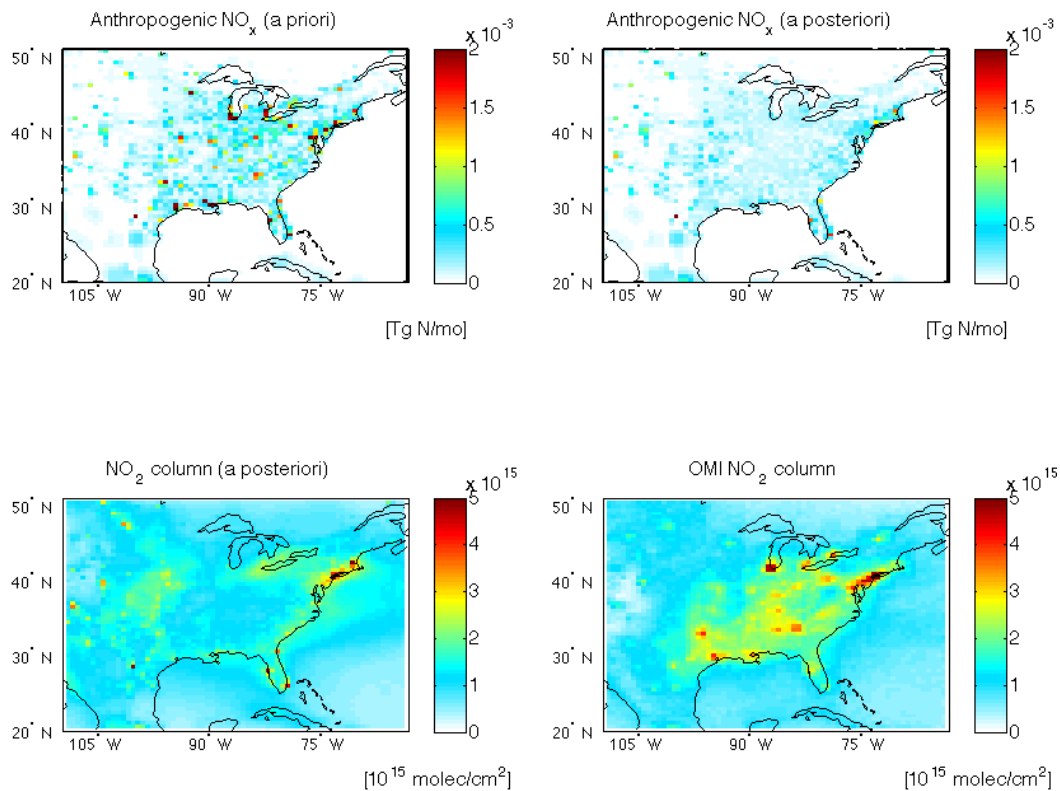 Anthropogenic NOx (a priori)
x 10-3
50° N
40° N
30° N
20° N
105° W
90° W
75° W
2
1.5
1
0.5
0
[Tg N/mo]
Anthropogenic NOx (a posteriori)
x 10-3
50° N
40° N
30° N
20° N
105° W
90° W
75° W
2
1.5
1
0.5
0
[Tg N/mo]
NO2 column (a posteriori)
x 1015
50° N
40° N
30° N
20° N
105° W
90° W
75° W
5
4
3
2
1
0
[1015 molec/cm2]
OMI NO2 column
x 1015
50° N
40° N
30° N
20° N
105° W
90° W
75° W
5
4
3
2
1
0
[1015 molec/cm2]